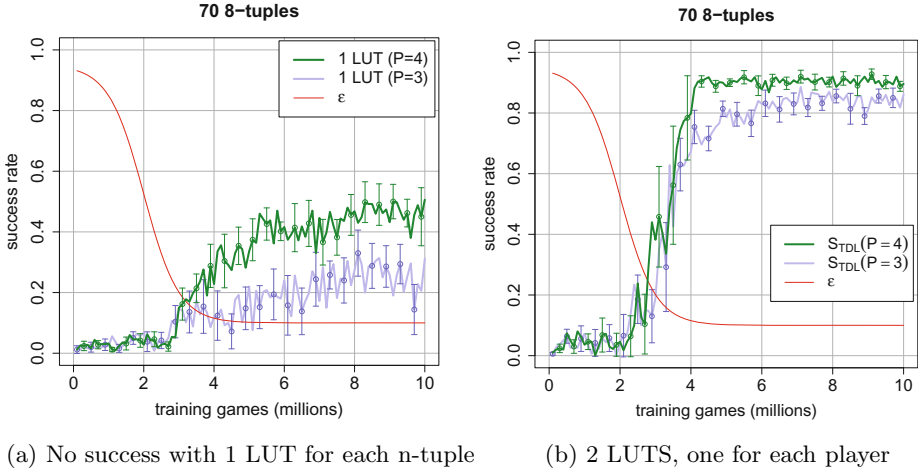 70 8−tuples
success rate
1.0
0.8
0.6
0.4
0.2
0.0
1 LUT (P=4)
1 LUT (P=3)
ε
0 2 4 6 8 10
training games (millions)
(a) No success with 1 LUT for each n-tuple
70 8−tuples
success rate
1.0
0.8
0.6
0.4
0.2
0.0
S_TDL(P = 4)
S_TDL(P = 3)
ε
0 2 4 6 8 10
training games (millions)
(b) 2 LUTS, one for each player